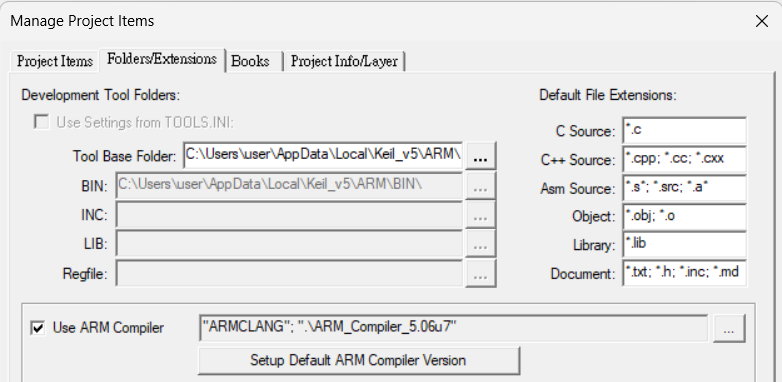 Manage Project Items
Project Items Folders/Extensions Books Project Info/Layer
Development Tool Folders:
Use Settings from TOOLS.INI:
Tool Base Folder: C:\Users\user\AppData\Local\Keil_v5\ARM\ ...
BIN: C:\Users\user\AppData\Local\Keil_v5\ARM\BIN\ ...
INC: ...
LIB: ...
Regfile: ...
Default File Extensions:
C Source: *.c
C++ Source: *.cpp; *.cc; *.cxx
Asm Source: *.s*; *.src; *.a*
Object: *.obj; *.o
Library: *.lib
Document: *.txt; *.h; *.inc; *.md
Use ARM Compiler "ARMCLANG"; ".\ARM_Compiler_5.06u7" ...
Setup Default ARM Compiler Version